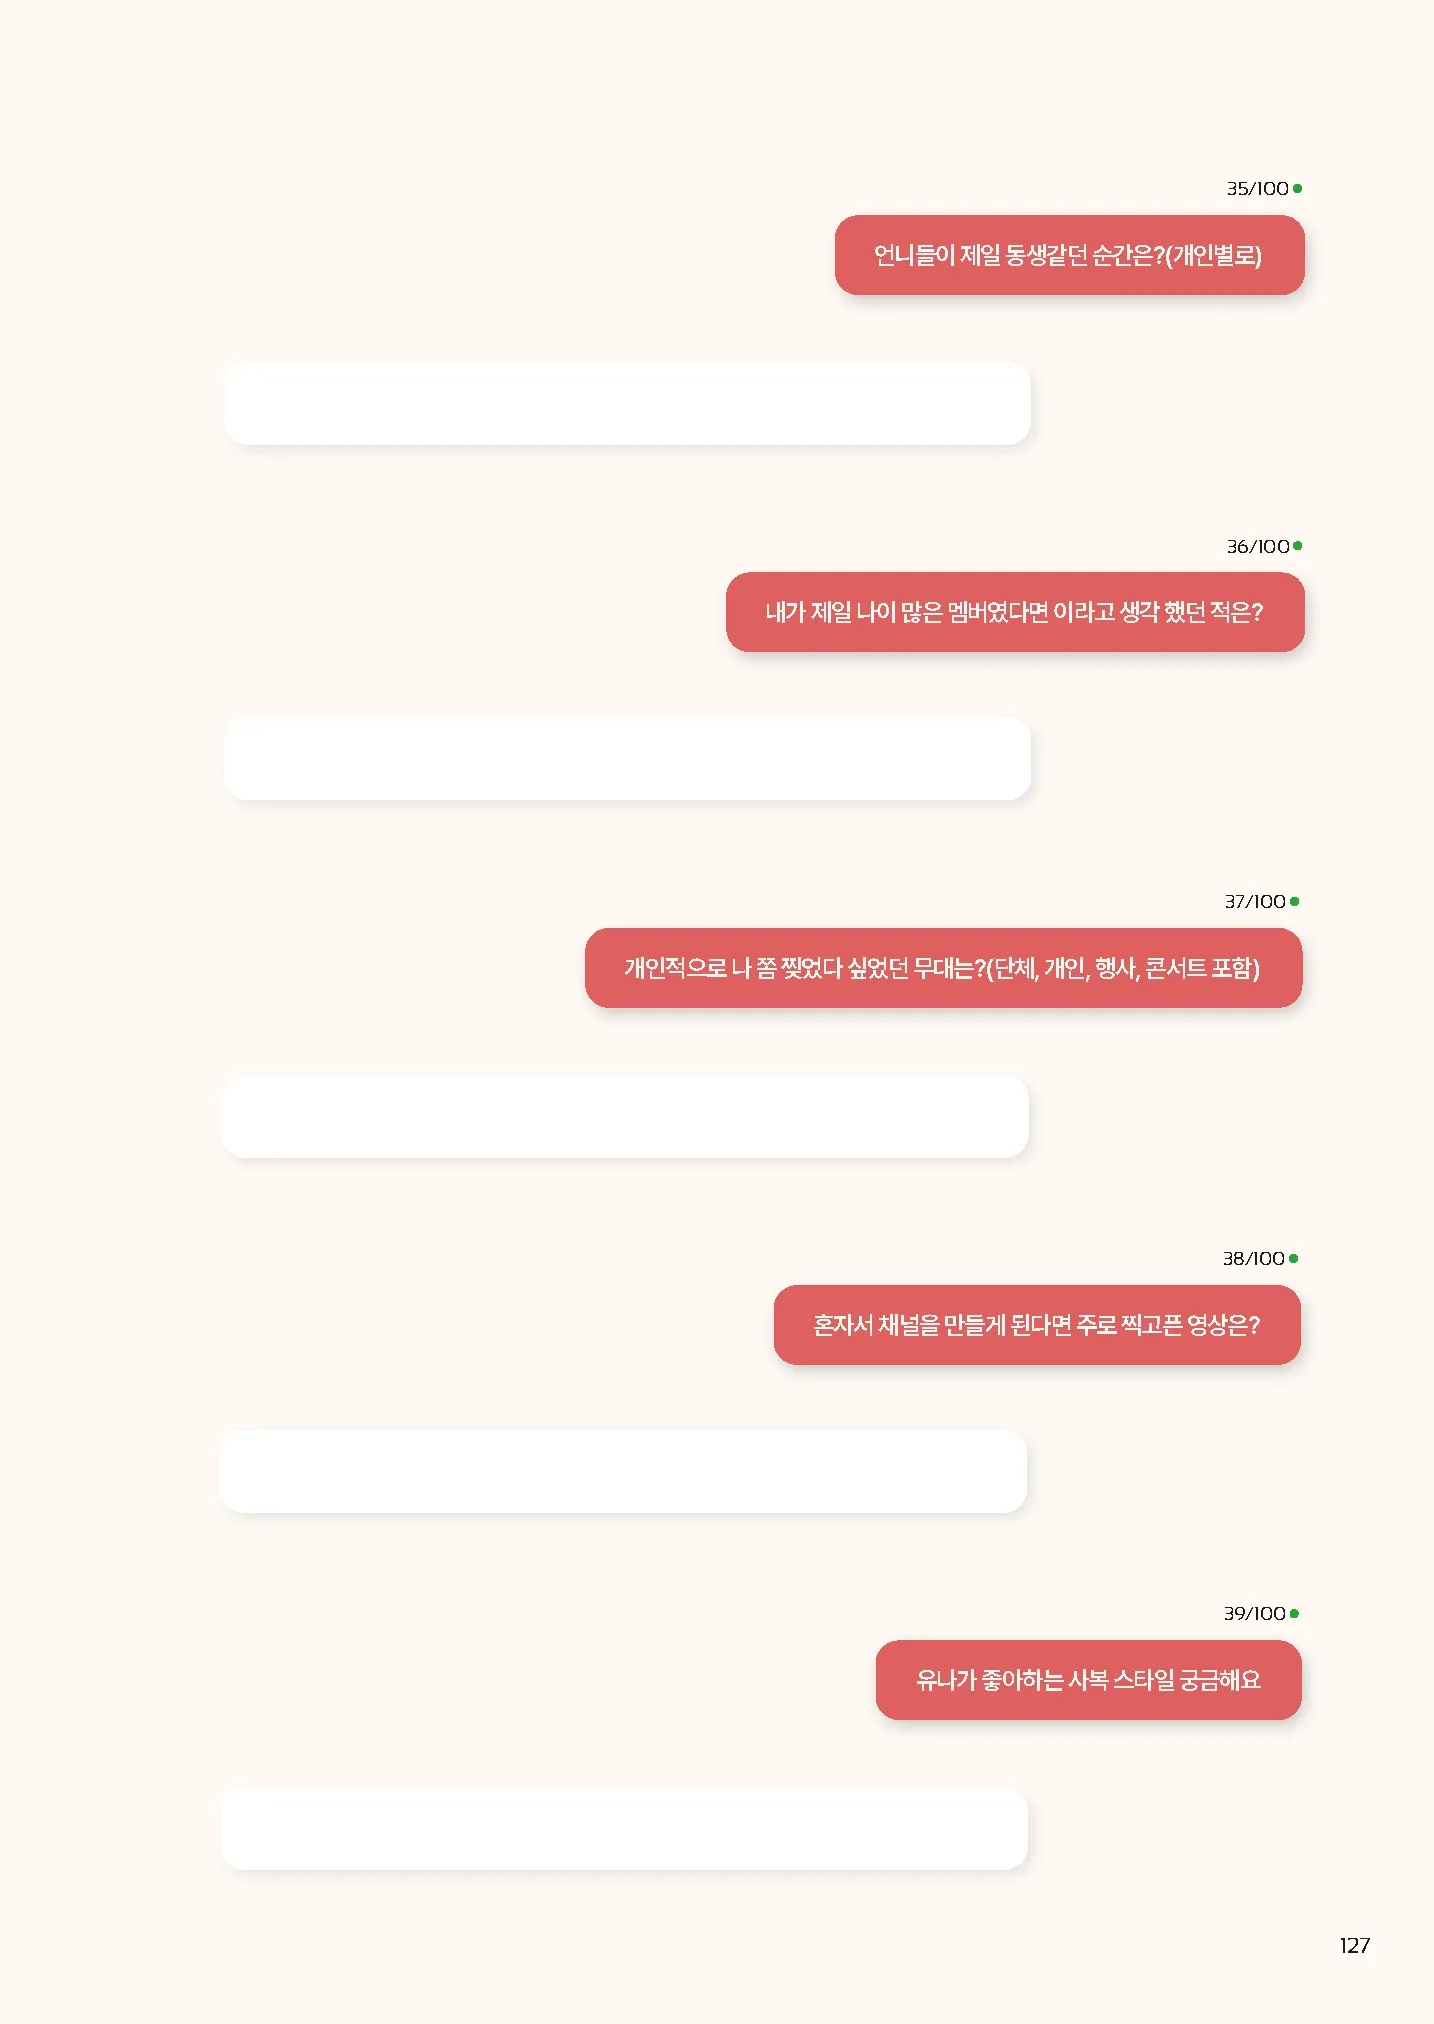 35/100
언니들이 제일 동생같던 순간은?(개인별로)
36/100
내가 제일 나이 많은 멤버였다면 이라고 생각 했던 적은?
37/100
개인적으로 나 쫌 찢었다 싶었던 무대는?(단체, 개인, 행사, 콘서트 포함)
38/100
혼자서 채널을 만들게 된다면 주로 찍고픈 영상은?
39/100
유나가 좋아하는 사복 스타일 궁금해요
127